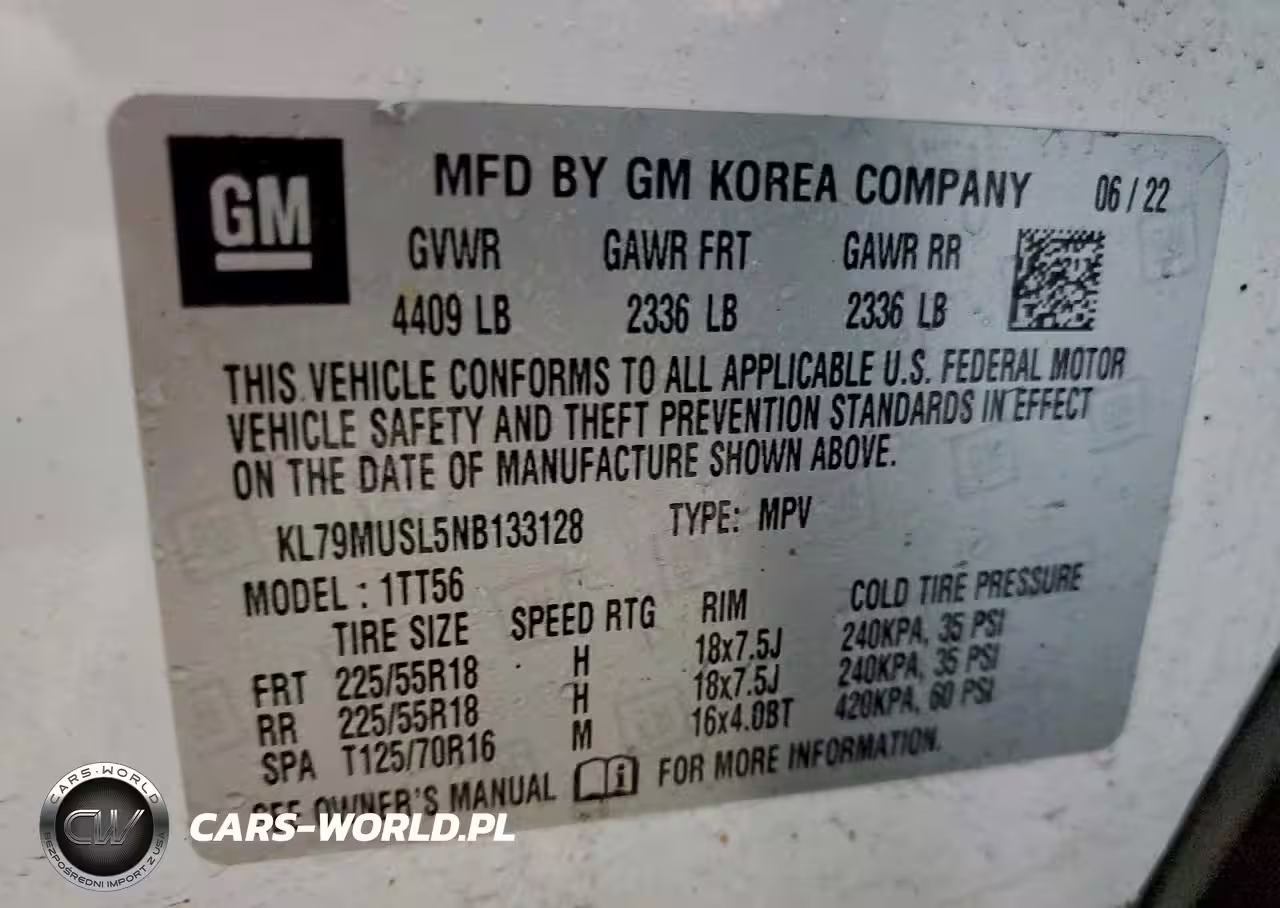 GM
MFD BY GM KOREA COMPANY 06/22
GVWR GAWR FRT GAWR RR
4409 LB 2336 LB 2336 LB
THIS VEHICLE CONFORMS TO ALL APPLICABLE U.S. FEDERAL MOTOR
VEHICLE SAFETY AND THEFT PREVENTION STANDARDS IN EFFECT
ON THE DATE OF MANUFACTURE SHOWN ABOVE.
KL79MUSL5NB133128 TYPE: MPV
MODEL : 1TT56
TIRE SIZE SPEED RTG RIM COLD TIRE PRESSURE
FRT 225/55R18 H 18x7.5J 240KPA, 35 PSI
RR 225/55R18 H 18x7.5J 240KPA, 35 PSI
SPA T125/70R16 M 16x4.0BT 420KPA, 60 PSI
SEE OWNER'S MANUAL FOR MORE INFORMATION.
CARS-WORLD
CW
BEZPOŚREDNI IMPORT Z USA
CARS-WORLD.PL